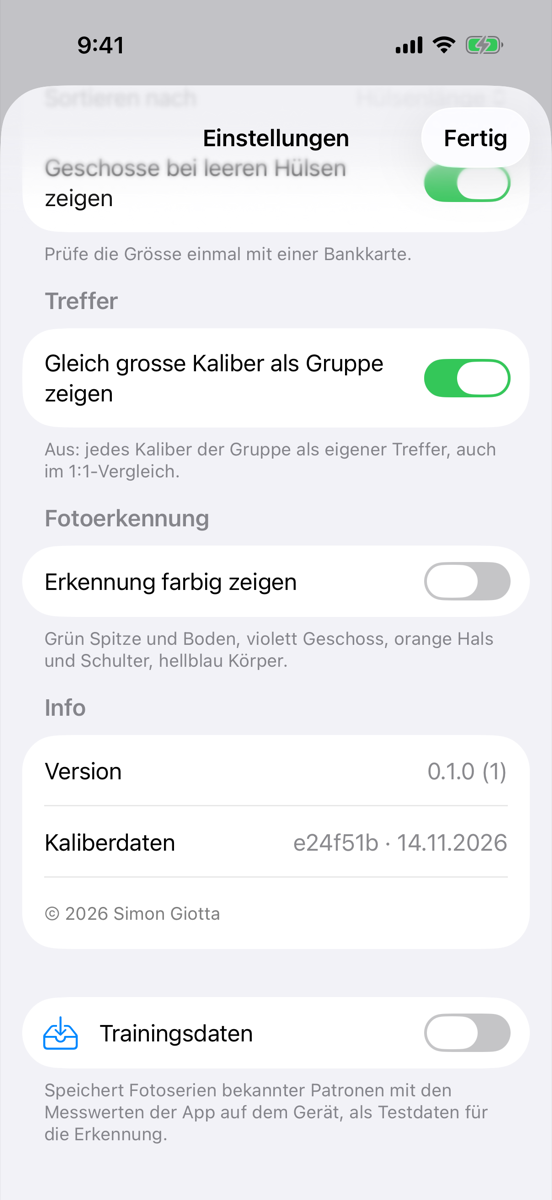 9:41
Sortieren nach
Einstellungen
Fertig
Geschosse bei leeren Hülsen
zeigen
Prüfe die Grösse einmal mit einer Bankkarte.
Treffer
Gleich grosse Kaliber als Gruppe
zeigen
Aus: jedes Kaliber der Gruppe als eigener Treffer, auch
im 1:1-Vergleich.
Fotoerkennung
Erkennung farbig zeigen
Grün Spitze und Boden, violett Geschoss, orange Hals
und Schulter, hellblau Körper.
Info
Version 0.1.0 (1)
Kaliberdaten e24f51b · 14.11.2026
© 2026 Simon Giotta
Trainingsdaten
Speichert Fotoserien bekannter Patronen mit den
Messwerten der App auf dem Gerät, als Testdaten für
die Erkennung.